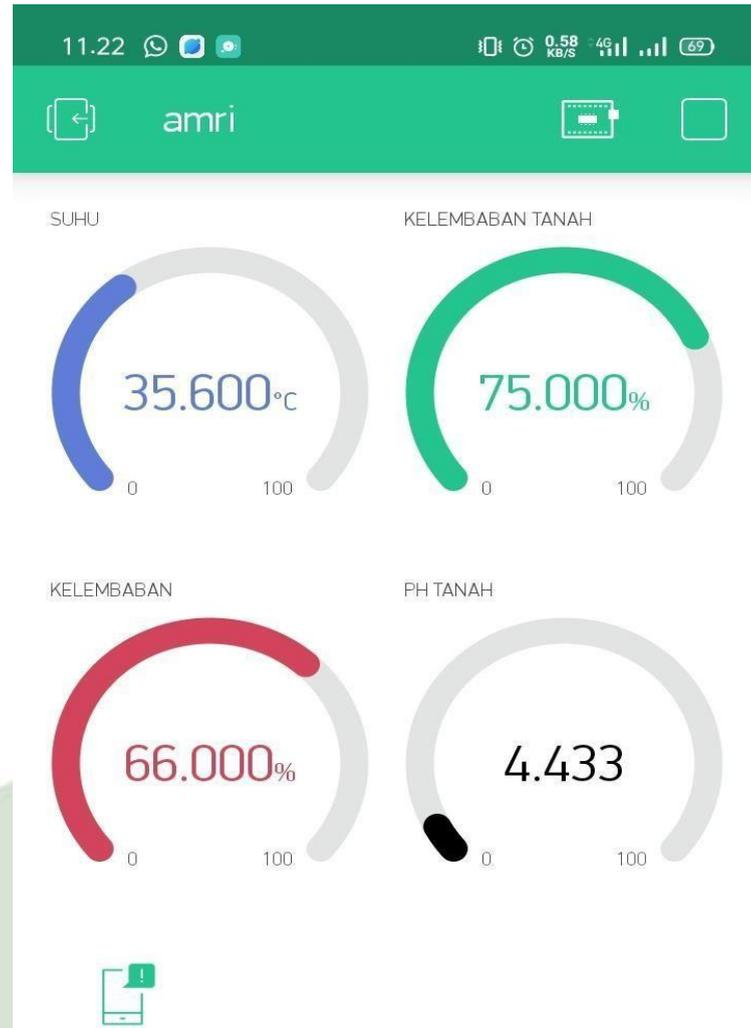 11.22 0.58 KB/S 4G 69
amri
SUHU KELEMBABAN TANAH
35.600°C 75.000%
0 100 0 100
KELEMBABAN PH TANAH
66.000% 4.433
0 100 0 100
!